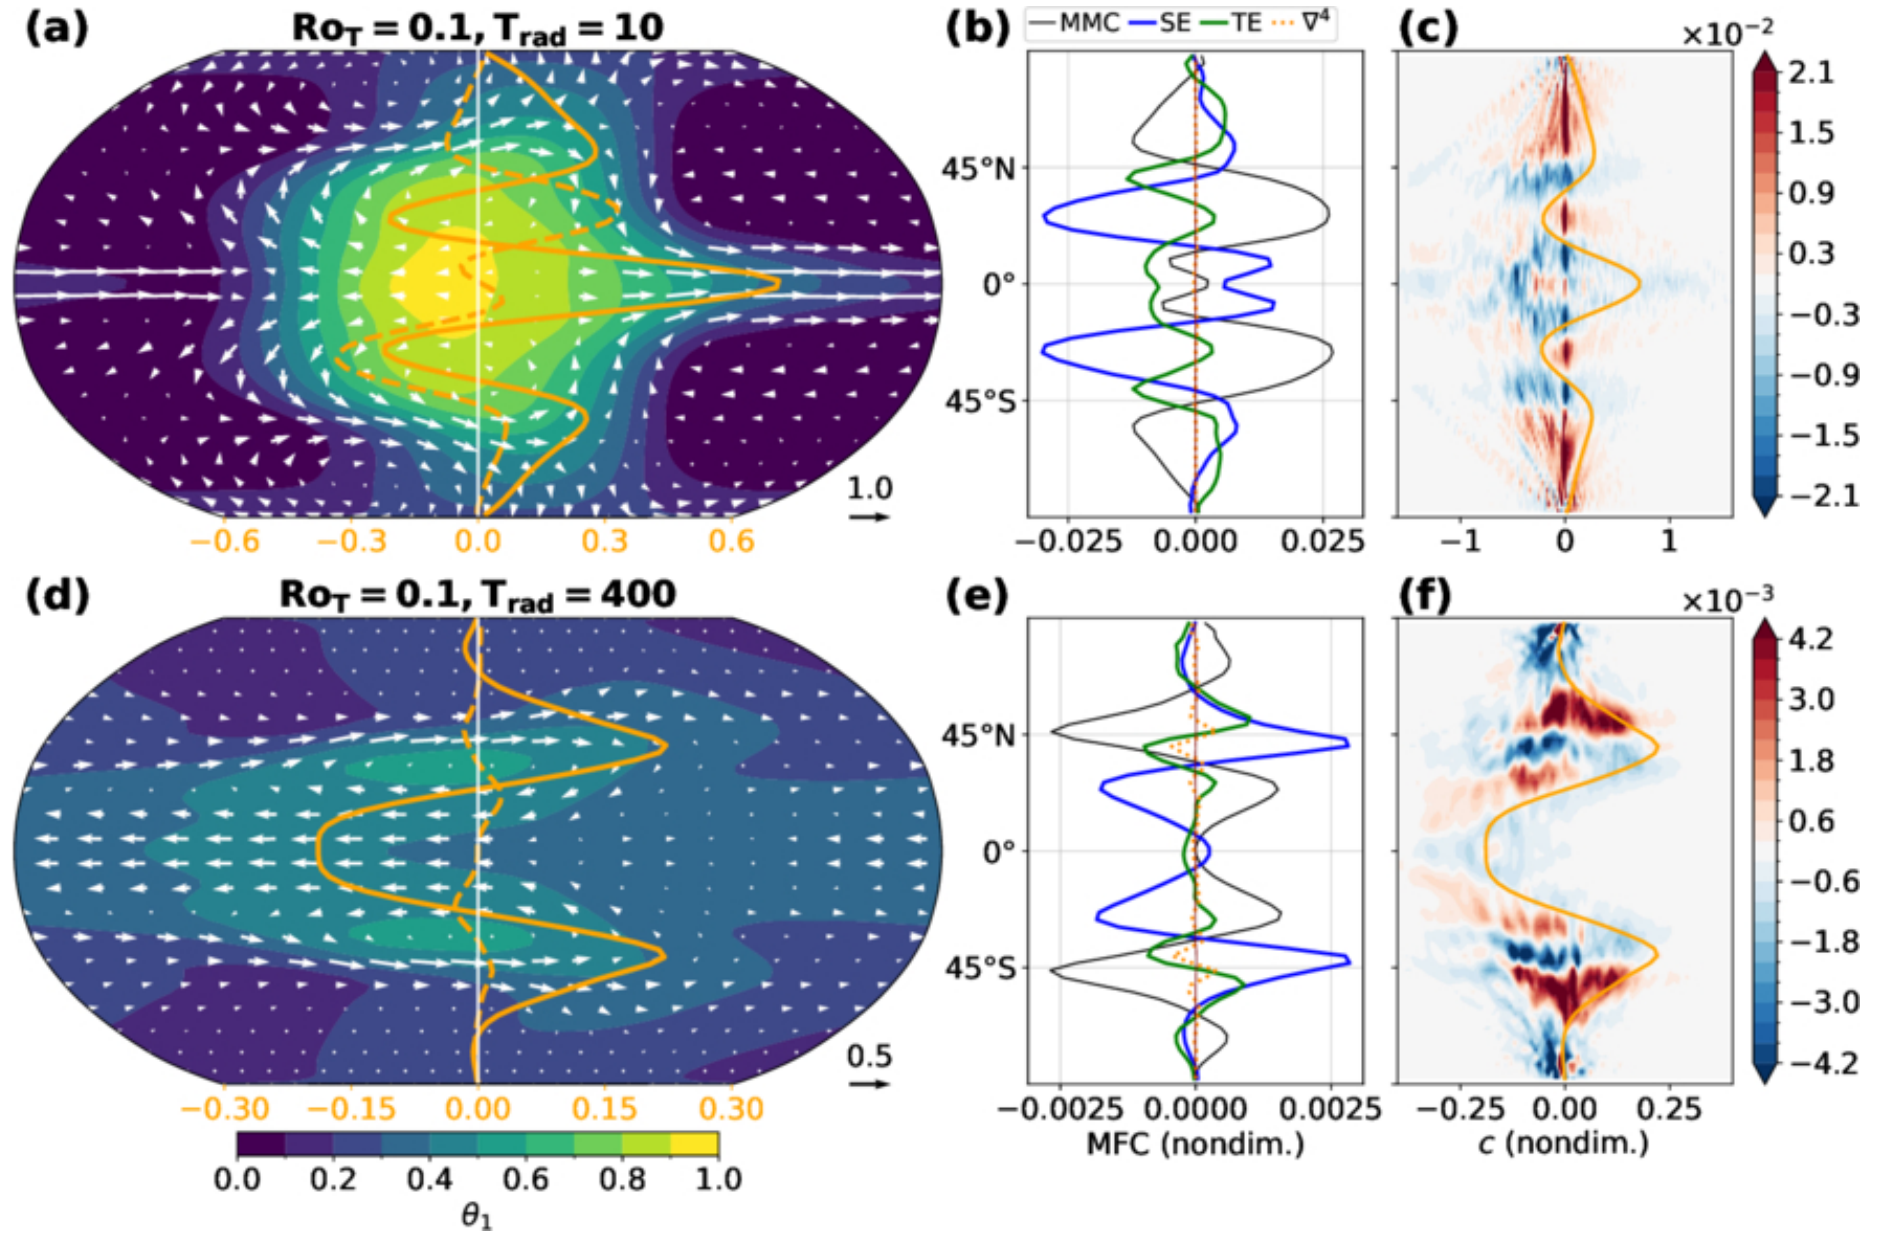 (a) Ro_T = 0.1, T_rad = 10
(b) MMC SE TE ∇⁴
(c) ×10⁻²
1.0
−0.6 −0.3 0.0 0.3 0.6
45°N
0°
45°S
−0.025 0.000 0.025
−1 0 1
2.1
1.5
0.9
0.3
−0.3
−0.9
−1.5
−2.1
(d) Ro_T = 0.1, T_rad = 400
(e)
(f) ×10⁻³
0.5
−0.30 −0.15 0.00 0.15 0.30
0.0 0.2 0.4 0.6 0.8 1.0
θ₁
45°N
0°
45°S
−0.0025 0.0000 0.0025
MFC (nondim.)
−0.25 0.00 0.25
c (nondim.)
4.2
3.0
1.8
0.6
−0.6
−1.8
−3.0
−4.2